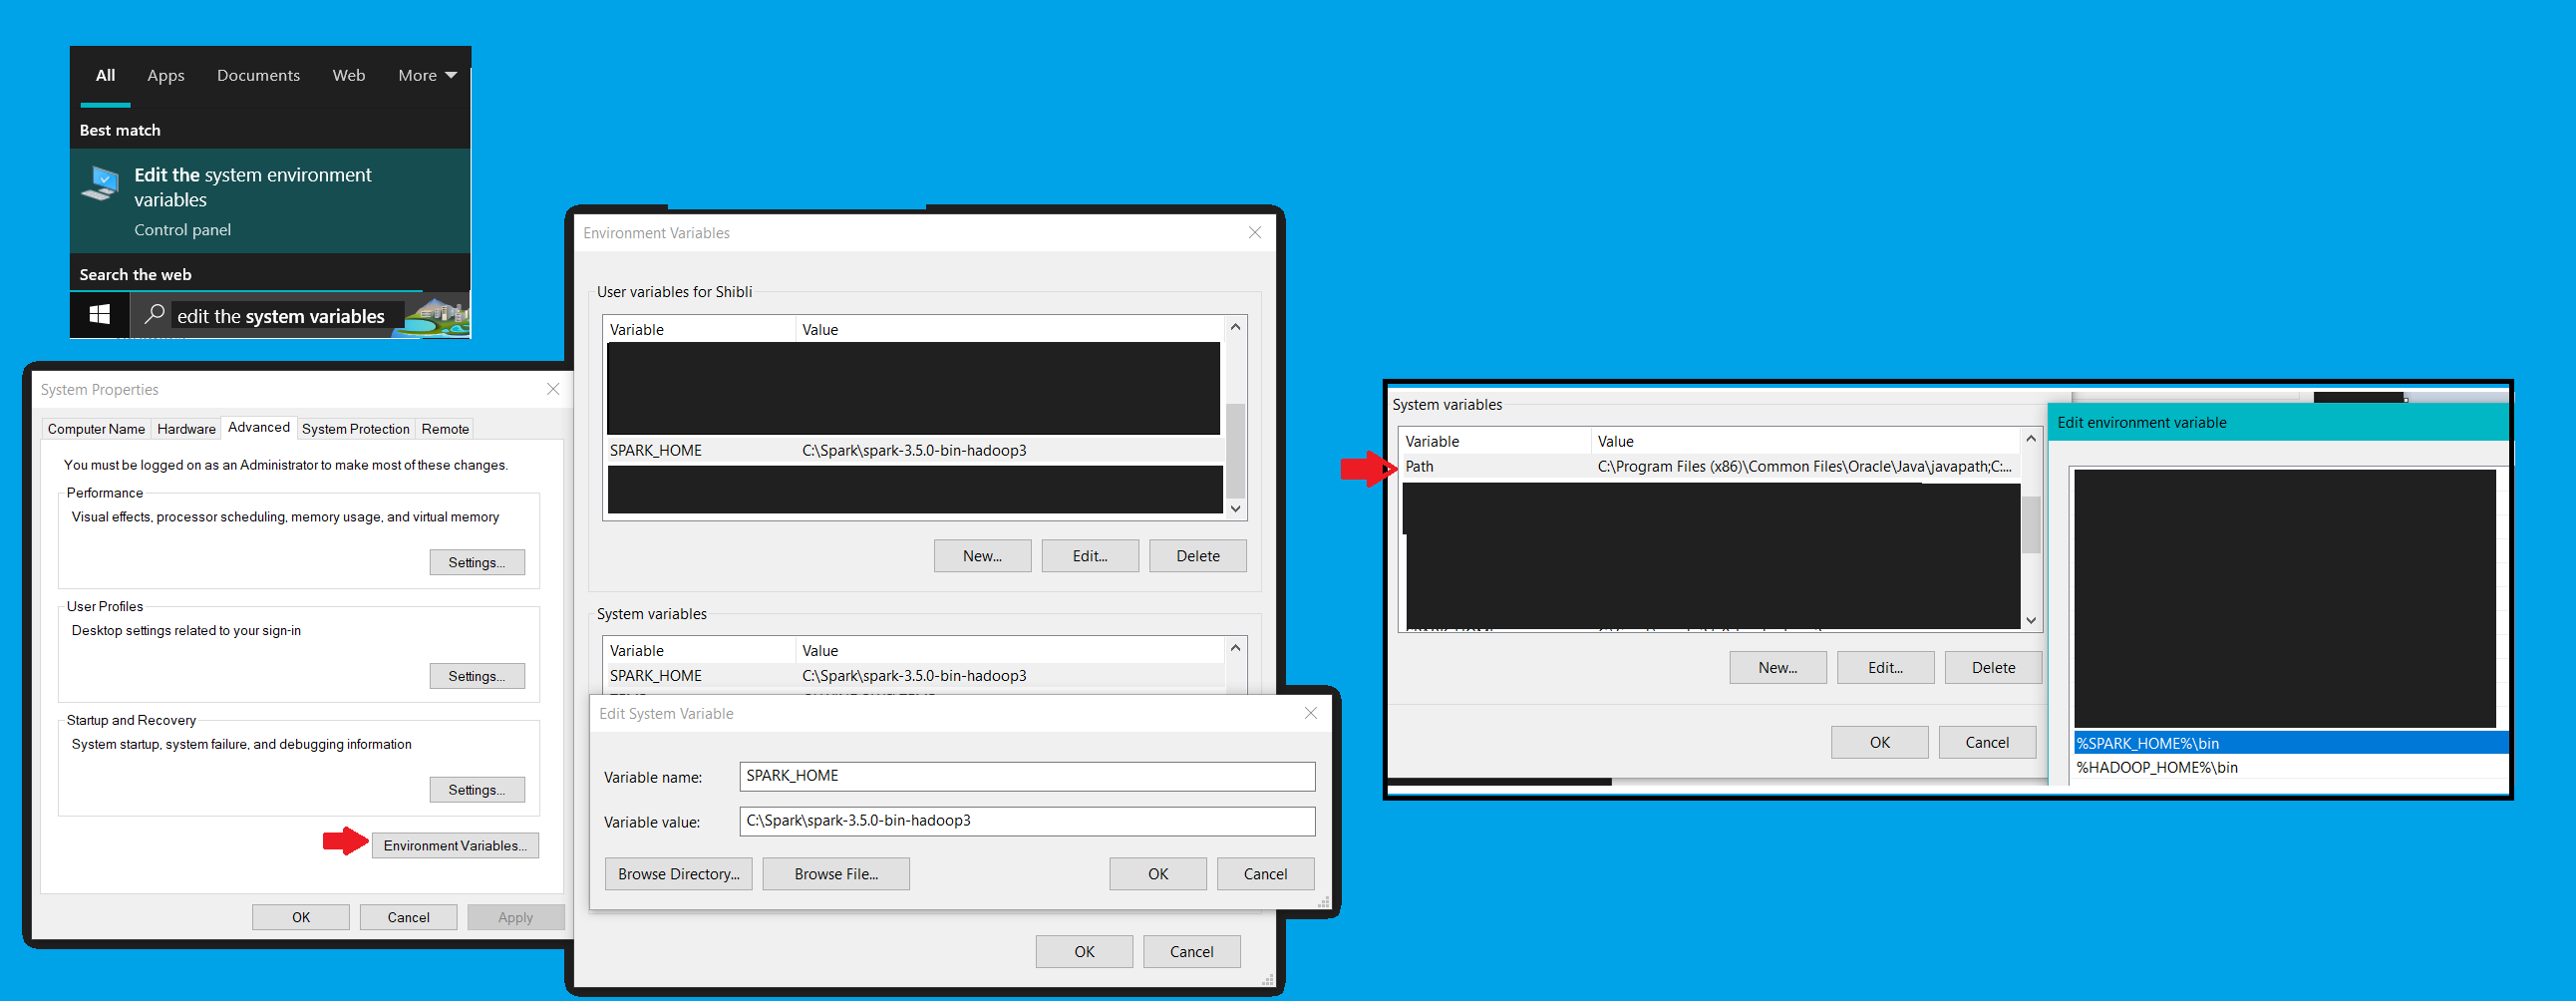 All Apps Documents Web More
Best match
Edit the system environment
variables
Control panel
Search the web
edit the system variables
System Properties
Computer Name Hardware Advanced System Protection Remote
You must be logged on as an Administrator to make most of these changes.
Performance
Visual effects, processor scheduling, memory usage, and virtual memory
Settings...
User Profiles
Desktop settings related to your sign-in
Settings...
Startup and Recovery
System startup, system failure, and debugging information
Settings...
Environment Variables...
OK Cancel Apply
Environment Variables
User variables for Shibli
Variable Value
SPARK_HOME C:\Spark\spark-3.5.0-bin-hadoop3
New... Edit... Delete
System variables
Variable Value
SPARK_HOME C:\Spark\spark-3.5.0-bin-hadoop3
Edit System Variable
Variable name: SPARK_HOME
Variable value: C:\Spark\spark-3.5.0-bin-hadoop3
Browse Directory... Browse File... OK Cancel
OK Cancel
System variables
Variable Value
Path C:\Program Files (x86)\Common Files\Oracle\Java\javapath;C:...
New... Edit... Delete
OK Cancel
Edit environment variable
%SPARK_HOME%\bin
%HADOOP_HOME%\bin